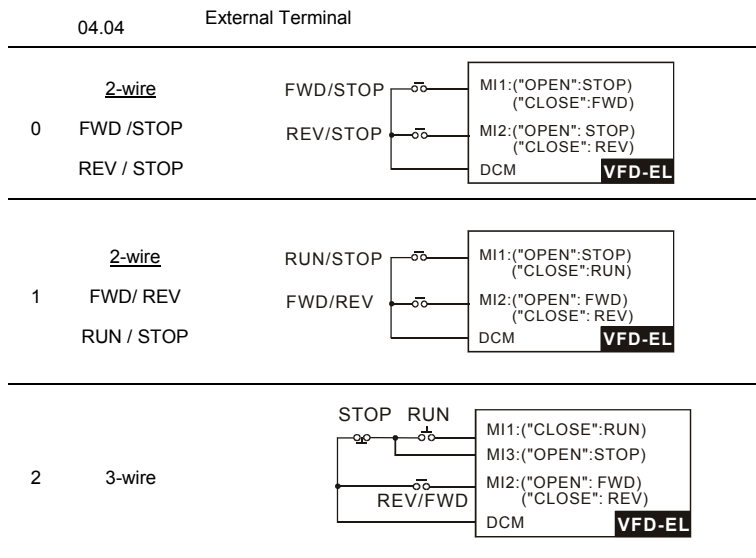 04.04
External Terminal
0
2-wire
FWD /STOP
REV / STOP
FWD/STOP
REV/STOP
MI1:("OPEN":STOP)
("CLOSE":FWD)
MI2:("OPEN": STOP)
("CLOSE": REV)
DCM
VFD-EL
1
2-wire
FWD/ REV
RUN / STOP
RUN/STOP
FWD/REV
MI1:("OPEN":STOP)
("CLOSE":RUN)
MI2:("OPEN": FWD)
("CLOSE": REV)
DCM
VFD-EL
2
3-wire
STOP RUN
REV/FWD
MI1:("CLOSE":RUN)
MI3:("OPEN":STOP)
MI2:("OPEN": FWD)
("CLOSE": REV)
DCM
VFD-EL